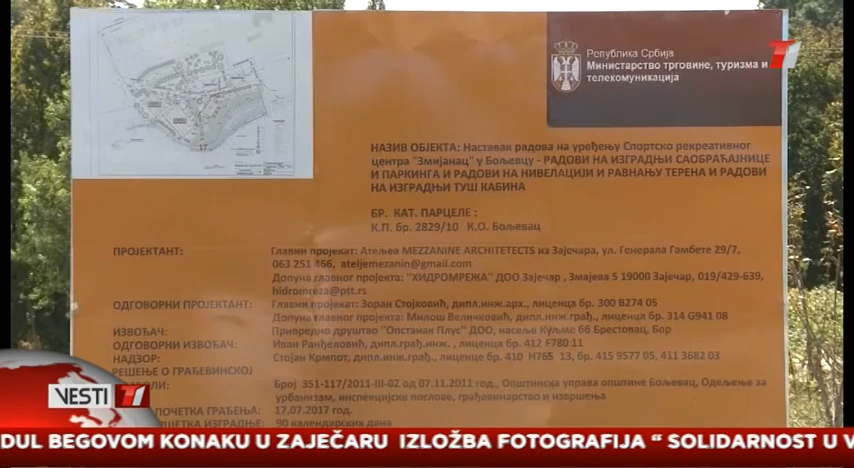 Република Србија
Министарство трговине, туризма и
телекомуникација
НАЗИВ ОБЈЕКТА: Наставак радова на уређењу Спортско рекреативног
центра "Змијанац" у Бољевцу - РАДОВИ НА ИЗГРАДЊИ САОБРАЋАЈНИЦЕ
И ПАРКИНГА И РАДОВИ НА НИВЕЛАЦИЈИ И РАВНАЊУ ТЕРЕНА И РАДОВИ
НА ИЗГРАДЊИ ТУШ КАБИНА
БР. КАТ. ПАРЦЕЛЕ :
К.П. бр. 2829/10 К.О. Бољевац
ПРОЈЕКТАНТ: Главни пројекат: Атеље MEZZANINE ARCHITETECTS из Зајечара, ул. Генерала Гамбете 29/7,
063 251 466, ateljemezanin@gmail.com
Допуна главног пројекта: "ХИДРОМРЕЖА" ДОО Зајечар , Змајева 5 19000 Зајечар, 019/429-639,
hidromreza@ptt.rs
ОДГОВОРНИ ПРОЈЕКТАНТ: Главни пројекат: Зоран Стојковић, дипл.инж.арх., лиценца бр. 300 B274 05
Допуна главног пројекта: Милош Величковић, дипл.инж.грађ., лиценца бр. 314 G941 08
ИЗВОЂАЧ: Привредно друштво "Опстанак Плус" ДОО, насеље Куљме бб Брестовац, Бор
ОДГОВОРНИ ИЗВОЂАЧ: Иван Ранђеловић, дипл.грађ.инж. , лиценца бр. 412 F780 11
НАДЗОР: Стојан Крмпот, дипл.инж.грађ., лиценце бр. 410 H765 13, бр. 415 9577 05, 411 3682 03
РЕШЕЊЕ О ГРАЂЕВИНСКОЈ
Број 351-117/2011-III-02 од 07.11.2011 год., Општинска управа општине Бољевац, Одељење за
урбанизам, инспекцијске послове, грађевинарство и извршења
ПОЧЕТКА ГРАЂЕЊА: 17.07.2017 год.
ЗАВРШЕТКА ГРАЂЕЊА: 90 календарских дана
VESTI 1
DUL BEGOVOM KONAKU U ZAJEČARU IZLOŽBA FOTOGRAFIJA “ SOLIDARNOST U V